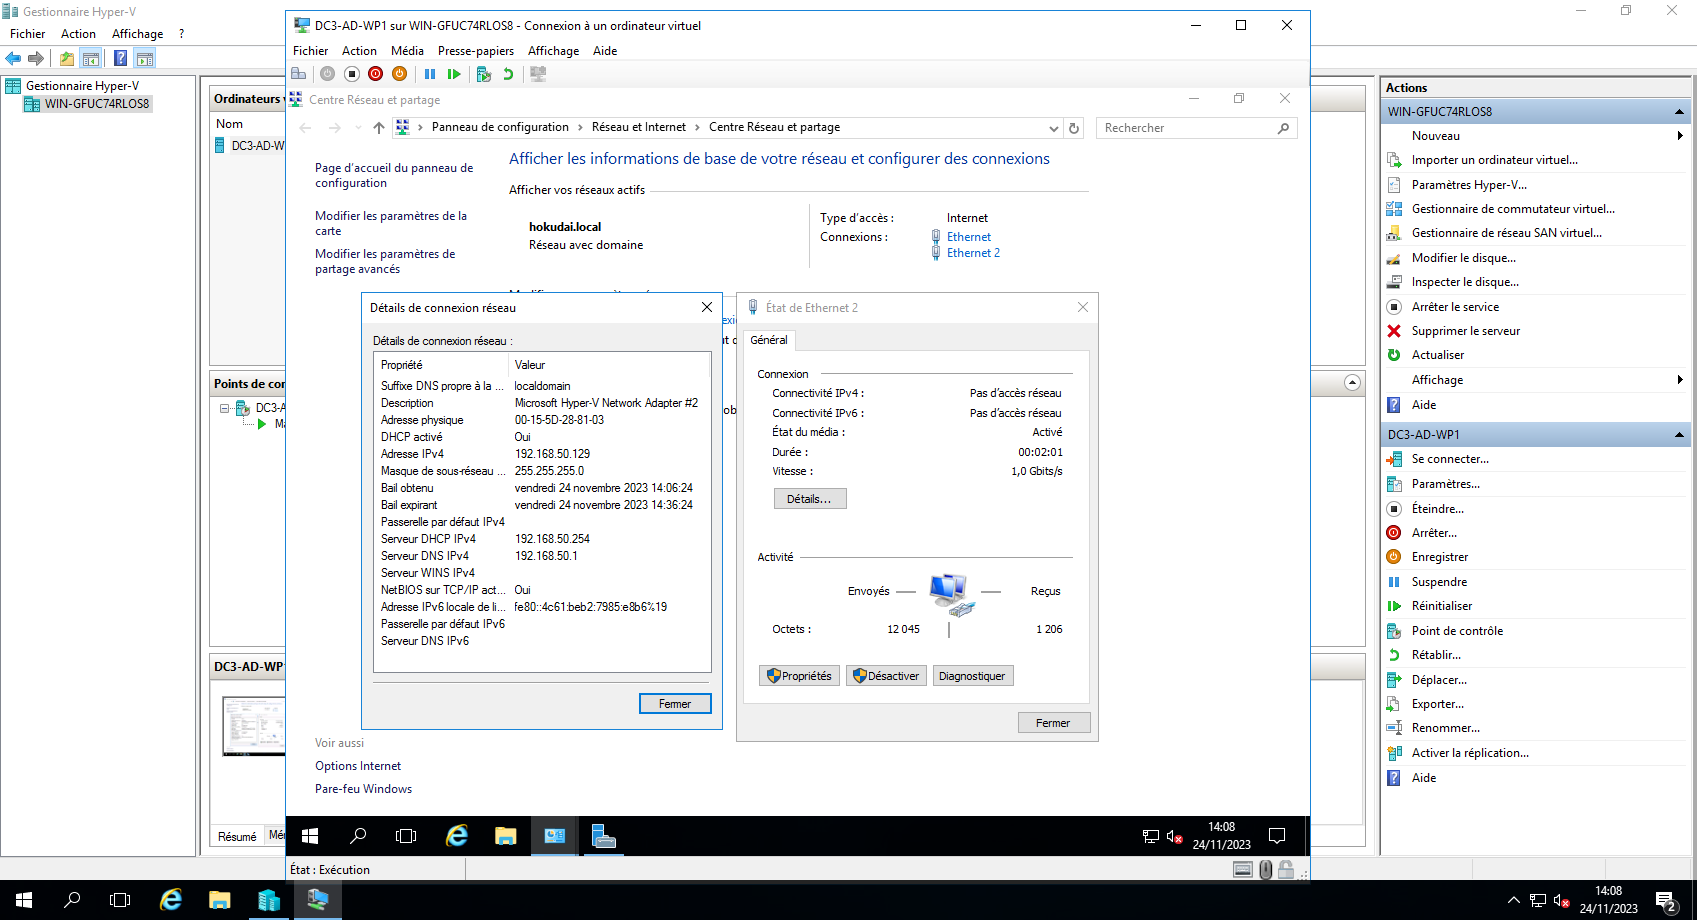 Gestionnaire Hyper-V
Fichier Action Affichage ?
Gestionnaire Hyper-V
WIN-GFUC74RLOS8
Ordinateurs
Nom
DC3-AD-W
Points de co
DC3-A
DC3-AD-WP
Résumé
DC3-AD-WP1 sur WIN-GFUC74RLOS8 - Connexion à un ordinateur virtuel
Fichier Action Média Presse-papiers Affichage Aide
Centre Réseau et partage
Panneau de configuration > Réseau et Internet > Centre Réseau et partage
Rechercher
Page d'accueil du panneau de
configuration
Modifier les paramètres de la
carte
Modifier les paramètres de
partage avancés
Afficher les informations de base de votre réseau et configurer des connexions
Afficher vos réseaux actifs
hokudai.local
Réseau avec domaine
Type d'accès : Internet
Connexions : Ethernet
Ethernet 2
Détails de connexion réseau
Détails de connexion réseau :
Propriété Valeur
Suffixe DNS propre à la ... localdomain
Description Microsoft Hyper-V Network Adapter #2
Adresse physique 00-15-5D-28-81-03
DHCP activé Oui
Adresse IPv4 192.168.50.129
Masque de sous-réseau ... 255.255.255.0
Bail obtenu vendredi 24 novembre 2023 14:06:24
Bail expirant vendredi 24 novembre 2023 14:36:24
Passerelle par défaut IPv4
Serveur DHCP IPv4 192.168.50.254
Serveur DNS IPv4 192.168.50.1
Serveur WINS IPv4
NetBIOS sur TCP/IP act... Oui
Adresse IPv6 locale de li... fe80::4c61:beb2:7985:e8b6%19
Passerelle par défaut IPv6
Serveur DNS IPv6
Fermer
État de Ethernet 2
Général
Connexion
Connectivité IPv4 : Pas d'accès réseau
Connectivité IPv6 : Pas d'accès réseau
État du média : Activé
Durée : 00:02:01
Vitesse : 1,0 Gbits/s
Détails...
Activité
Envoyés Reçus
Octets : 12 045 1 206
Propriétés Désactiver Diagnostiquer
Fermer
Voir aussi
Options Internet
Pare-feu Windows
14:08
24/11/2023
État : Exécution
Actions
WIN-GFUC74RLOS8
Nouveau
Importer un ordinateur virtuel...
Paramètres Hyper-V...
Gestionnaire de commutateur virtuel...
Gestionnaire de réseau SAN virtuel...
Modifier le disque...
Inspecter le disque...
Arrêter le service
Supprimer le serveur
Actualiser
Affichage
Aide
DC3-AD-WP1
Se connecter...
Paramètres...
Éteindre...
Arrêter...
Enregistrer
Suspendre
Réinitialiser
Point de contrôle
Rétablir...
Déplacer...
Exporter...
Renommer...
Activer la réplication...
Aide
14:08
24/11/2023
2